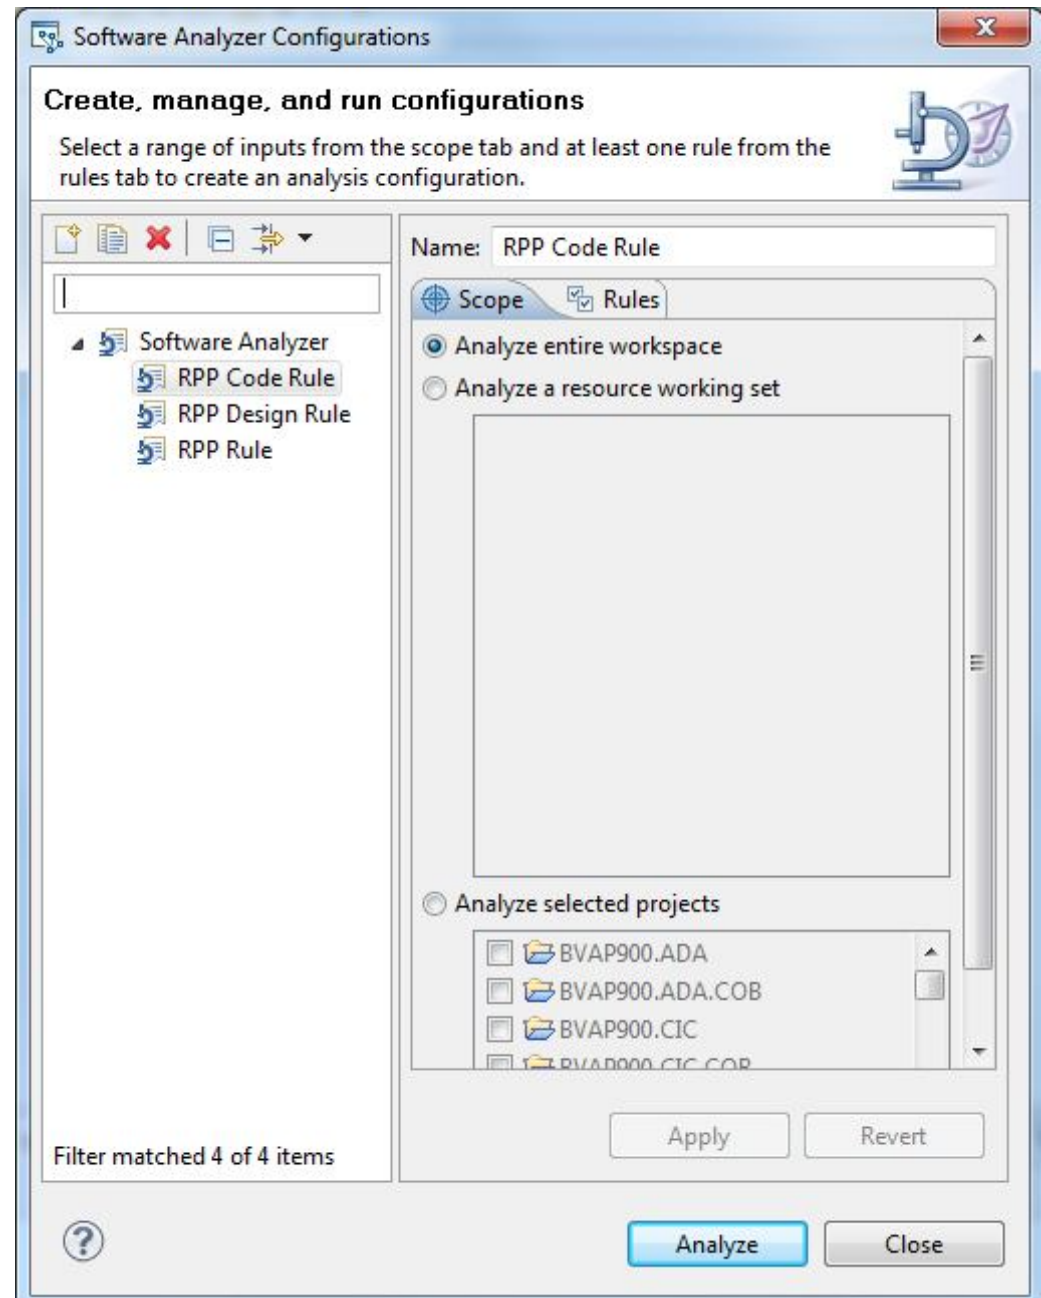 Software Analyzer Configurations
Create, manage, and run configurations
Select a range of inputs from the scope tab and at least one rule from the
rules tab to create an analysis configuration.
Software Analyzer
RPP Code Rule
RPP Design Rule
RPP Rule
Filter matched 4 of 4 items
Name: RPP Code Rule
Scope Rules
Analyze entire workspace
Analyze a resource working set
Analyze selected projects
BVAP900.ADA
BVAP900.ADA.COB
BVAP900.CIC
BVAP900.CIC.COB
Apply Revert
? Analyze Close